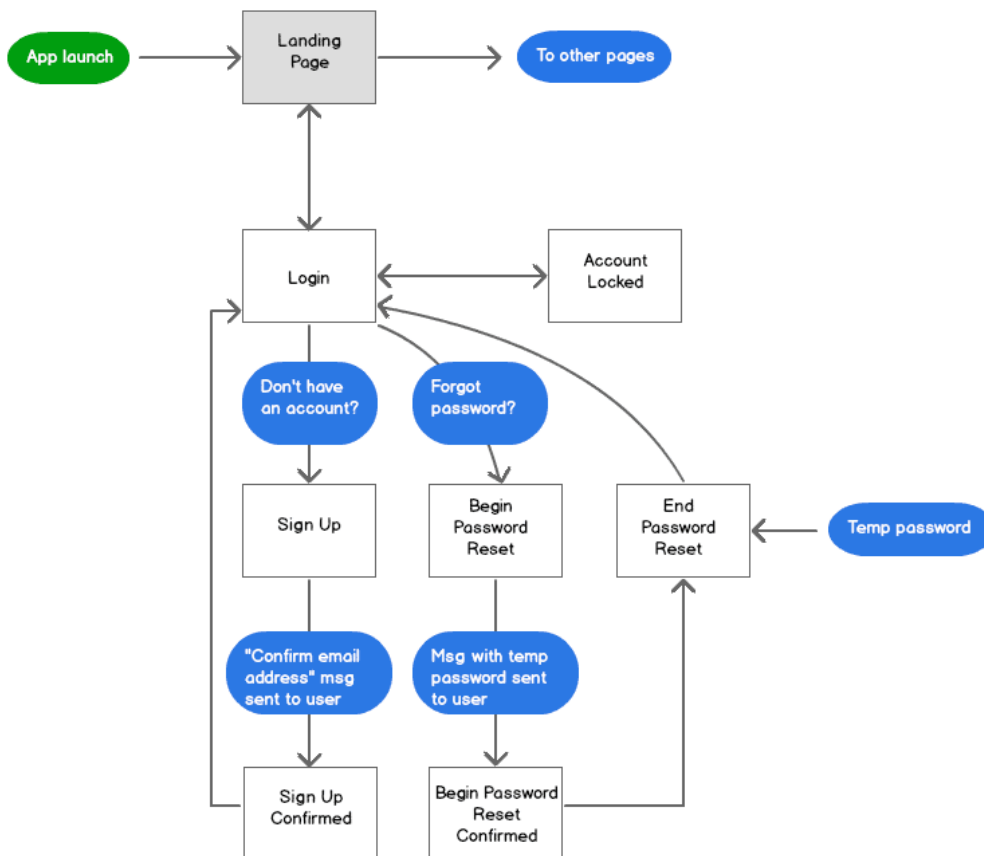 App launch
Landing
Page
To other pages
Login
Account
Locked
Don't have
an account?
Forgot
password?
Sign Up
Begin
Password
Reset
End
Password
Reset
Temp password
"Confirm email
address" msg
sent to user
Msg with temp
password sent
to user
Sign Up
Confirmed
Begin Password
Reset
Confirmed